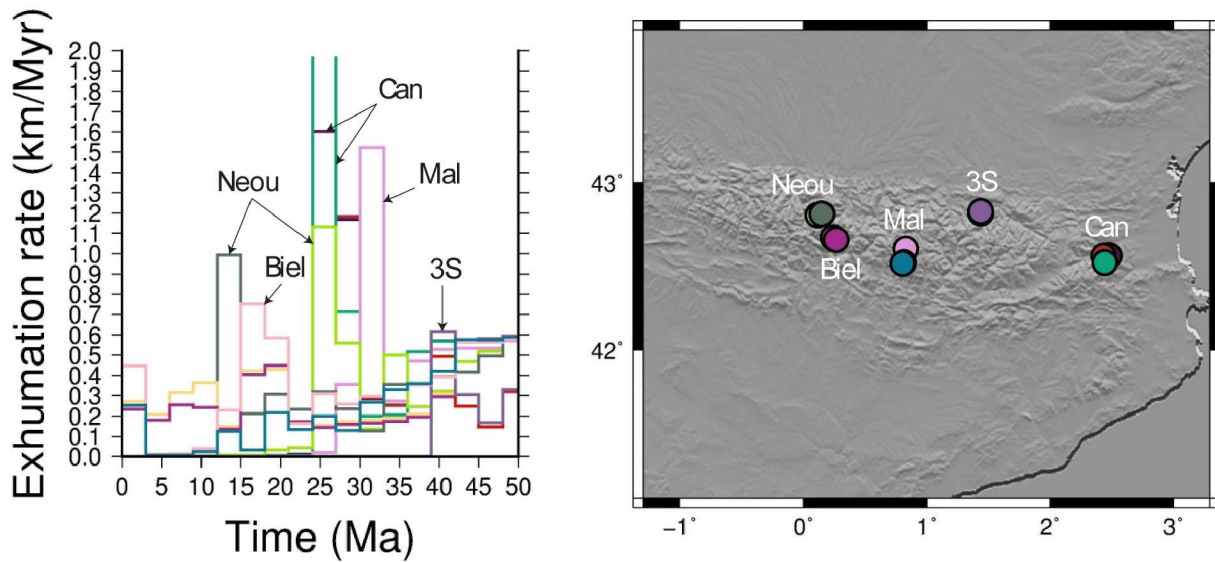 Exhumation rate (km/Myr)
2.0
1.9
1.8
1.7
1.6
1.5
1.4
1.3
1.2
1.1
1.0
0.9
0.8
0.7
0.6
0.5
0.4
0.3
0.2
0.1
0.0
Can
Neou
Mal
Biel
3S
0 5 10 15 20 25 30 35 40 45 50
Time (Ma)
43°
42°
Neou
3S
Mal
Can
Biel
−1° 0° 1° 2° 3°